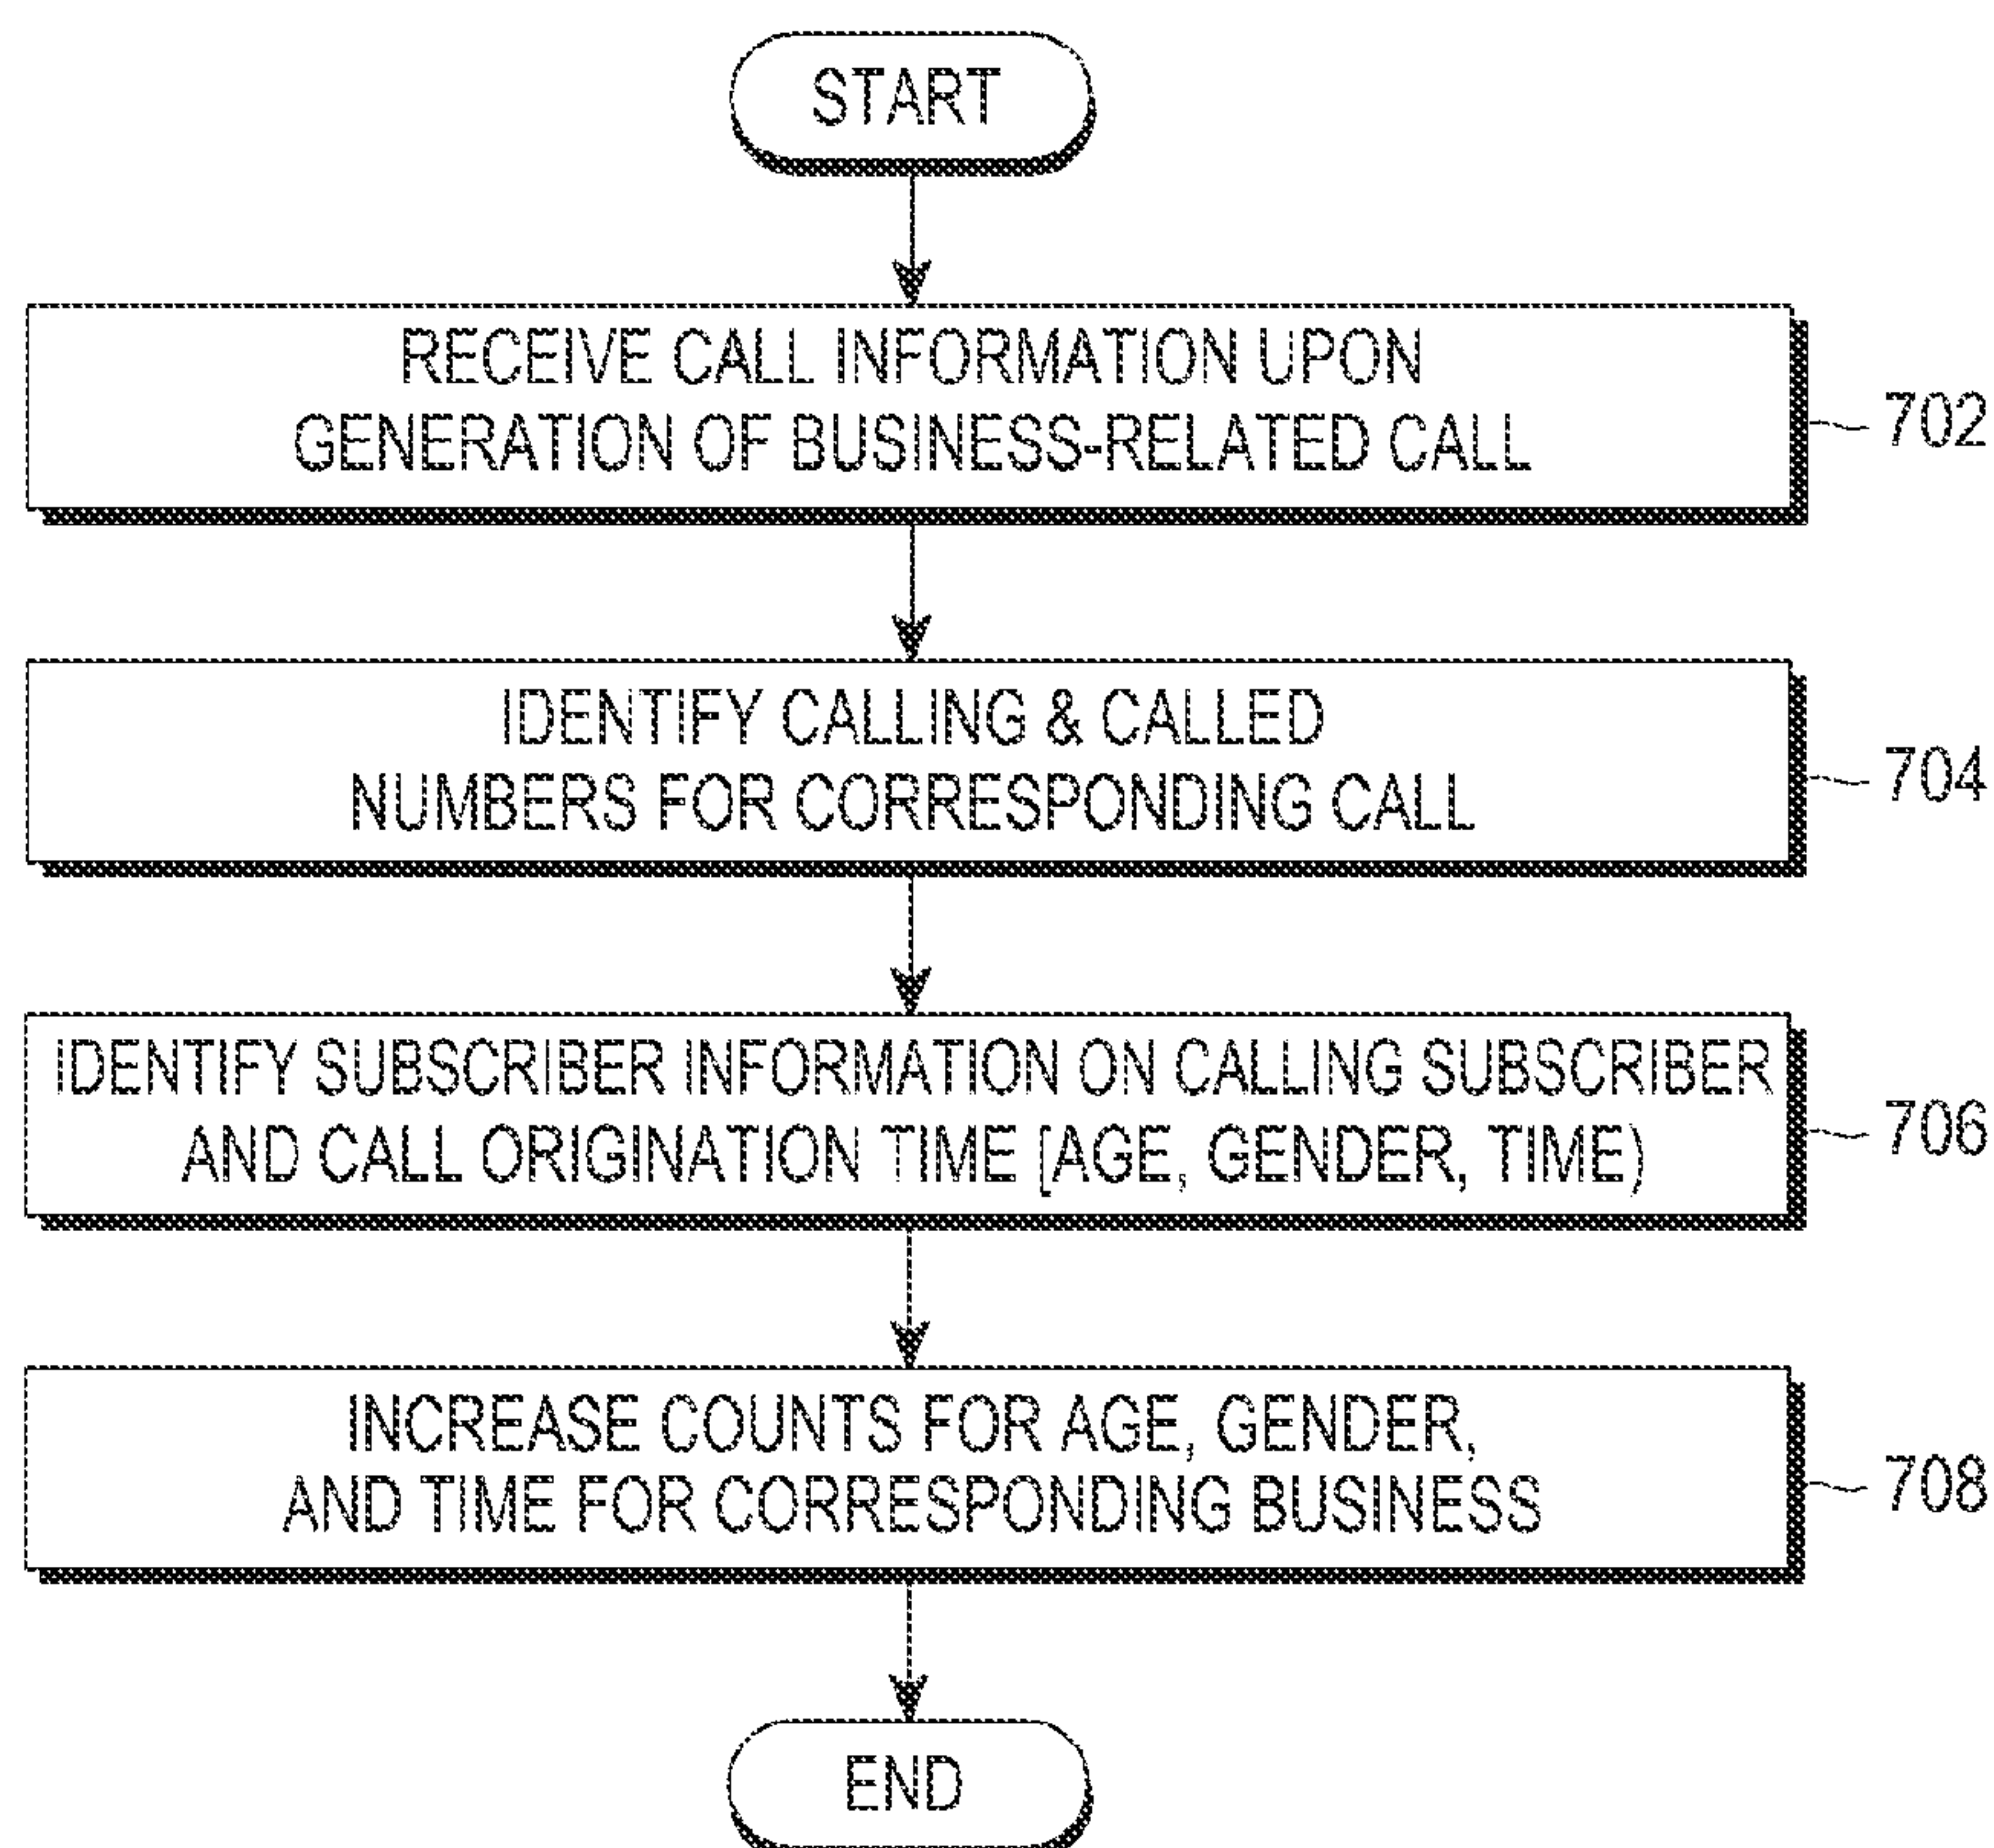 START
RECEIVE CALL INFORMATION UPON
GENERATION OF BUSINESS-RELATED CALL
702
IDENTIFY CALLING & CALLED
NUMBERS FOR CORRESPONDING CALL
704
IDENTIFY SUBSCRIBER INFORMATION ON CALLING SUBSCRIBER
AND CALL ORIGINATION TIME [AGE, GENDER, TIME)
706
INCREASE COUNTS FOR AGE, GENDER,
AND TIME FOR CORRESPONDING BUSINESS
708
END